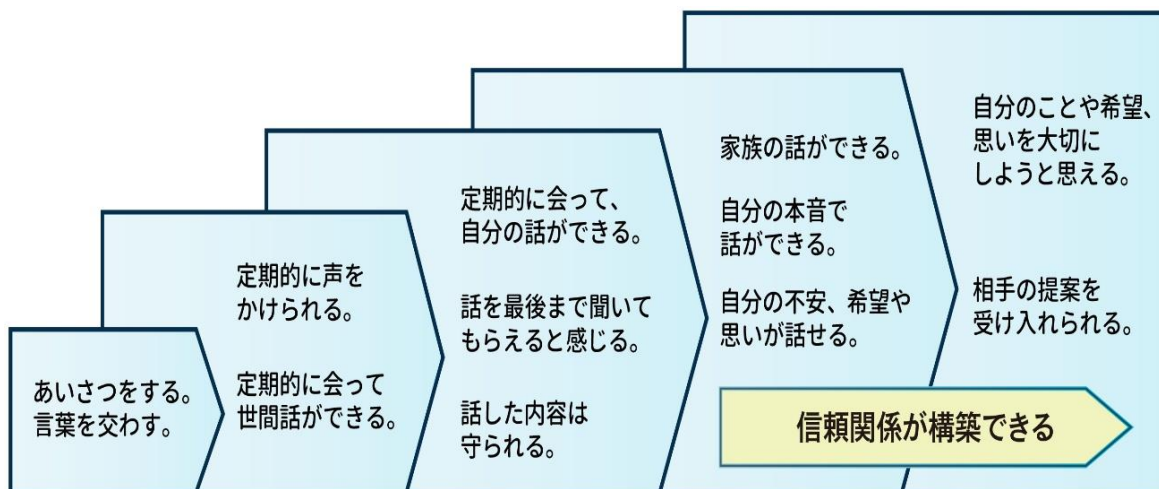 あいさつをする。
言葉を交わす。
定期的に声を
かけられる。
定期的に会って
世間話ができる。
定期的に会って、
自分の話ができる。
話を最後まで聞いて
もらえると感じる。
話した内容は
守られる。
家族の話ができる。
自分の本音で
話ができる。
自分の不安、希望や
思いが話せる。
自分のことや希望、
思いを大切に
しようと思える。
相手の提案を
受け入れられる。
信頼関係が構築できる